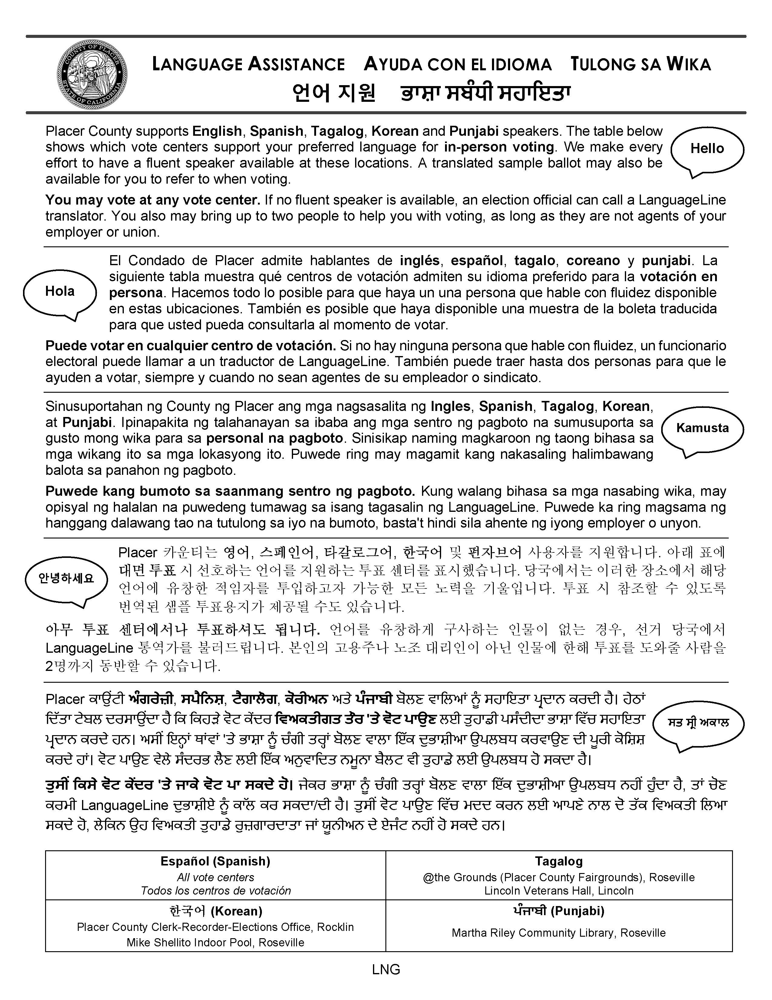 COUNTY OF PLACER
STATE OF CALIFORNIA
LANGUAGE ASSISTANCE AYUDA CON EL IDIOMA TULONG SA WIKA
언어 지원 ਭਾਸ਼ਾ ਸਬੰਧੀ ਸਹਾਇਤਾ
Placer County supports English, Spanish, Tagalog, Korean and Punjabi speakers. The table below
shows which vote centers support your preferred language for in-person voting. We make every
effort to have a fluent speaker available at these locations. A translated sample ballot may also be
available for you to refer to when voting.
Hello
You may vote at any vote center. If no fluent speaker is available, an election official can call a LanguageLine
translator. You also may bring up to two people to help you with voting, as long as they are not agents of your
employer or union.
Hola
El Condado de Placer admite hablantes de inglés, español, tagalo, coreano y punjabi. La
siguiente tabla muestra qué centros de votación admiten su idioma preferido para la votación en
persona. Hacemos todo lo posible para que haya un una persona que hable con fluidez disponible
en estas ubicaciones. También es posible que haya disponible una muestra de la boleta traducida
para que usted pueda consultarla al momento de votar.
Puede votar en cualquier centro de votación. Si no hay ninguna persona que hable con fluidez, un funcionario
electoral puede llamar a un traductor de LanguageLine. También puede traer hasta dos personas para que le
ayuden a votar, siempre y cuando no sean agentes de su empleador o sindicato.
Sinusuportahan ng County ng Placer ang mga nagsasalita ng Ingles, Spanish, Tagalog, Korean,
at Punjabi. Ipinapakita ng talahanayan sa ibaba ang mga sentro ng pagboto na sumusuporta sa
gusto mong wika para sa personal na pagboto. Sinisikap naming magkaroon ng taong bihasa sa
mga wikang ito sa mga lokasyong ito. Puwede ring may magamit kang nakasaling halimbawang
balota sa panahon ng pagboto.
Kamusta
Puwede kang bumoto sa saanmang sentro ng pagboto. Kung walang bihasa sa mga nasabing wika, may
opisyal ng halalan na puwedeng tumawag sa isang tagasalin ng LanguageLine. Puwede ka ring magsama ng
hanggang dalawang tao na tutulong sa iyo na bumoto, basta't hindi sila ahente ng iyong employer o unyon.
안녕하세요
Placer 카운티는 영어, 스페인어, 타갈로그어, 한국어 및 펀자브어 사용자를 지원합니다. 아래 표에
대면 투표 시 선호하는 언어를 지원하는 투표 센터를 표시했습니다. 당국에서는 이러한 장소에서 해당
언어에 유창한 적임자를 투입하고자 가능한 모든 노력을 기울입니다. 투표 시 참조할 수 있도록
번역된 샘플 투표용지가 제공될 수도 있습니다.
아무 투표 센터에서나 투표하셔도 됩니다. 언어를 유창하게 구사하는 인물이 없는 경우, 선거 당국에서
LanguageLine 통역가를 불러드립니다. 본인의 고용주나 노조 대리인이 아닌 인물에 한해 투표를 도와줄 사람을
2명까지 동반할 수 있습니다.
Placer ਕਾਉਂਟੀ ਅੰਗਰੇਜ਼ੀ, ਸਪੈਨਿਸ਼, ਟੈਗਾਲੋਗ, ਕੋਰੀਅਨ ਅਤੇ ਪੰਜਾਬੀ ਬੋਲਣ ਵਾਲਿਆਂ ਨੂੰ ਸਹਾਇਤਾ ਪ੍ਰਦਾਨ ਕਰਦੀ ਹੈ। ਹੇਠਾਂ
ਦਿੱਤਾ ਟੇਬਲ ਦਰਸਾਉਂਦਾ ਹੈ ਕਿ ਕਿਹੜੇ ਵੋਟ ਕੇਂਦਰ ਵਿਅਕਤੀਗਤ ਤੌਰ 'ਤੇ ਵੋਟ ਪਾਉਣ ਲਈ ਤੁਹਾਡੀ ਪਸੰਦੀਦਾ ਭਾਸ਼ਾ ਵਿੱਚ ਸਹਾਇਤਾ
ਪ੍ਰਦਾਨ ਕਰਦੇ ਹਨ। ਅਸੀਂ ਇਨ੍ਹਾਂ ਥਾਂਵਾਂ 'ਤੇ ਭਾਸ਼ਾ ਨੂੰ ਚੰਗੀ ਤਰ੍ਹਾਂ ਬੋਲਣ ਵਾਲਾ ਇੱਕ ਦੁਭਾਸ਼ੀਆ ਉਪਲਬਧ ਕਰਵਾਉਣ ਦੀ ਪੂਰੀ ਕੋਸ਼ਿਸ਼
ਕਰਦੇ ਹਾਂ। ਵੋਟ ਪਾਉਣ ਵੇਲੇ ਸੰਦਰਭ ਲੈਣ ਲਈ ਇੱਕ ਅਨੁਵਾਦਿਤ ਨਮੂਨਾ ਬੈਲਟ ਵੀ ਤੁਹਾਡੇ ਲਈ ਉਪਲਬਧ ਹੋ ਸਕਦਾ ਹੈ।
ਸਤ ਸ੍ਰੀ ਅਕਾਲ
ਤੁਸੀਂ ਕਿਸੇ ਵੋਟ ਕੇਂਦਰ 'ਤੇ ਜਾਕੇ ਵੋਟ ਪਾ ਸਕਦੇ ਹੋ। ਜੇਕਰ ਭਾਸ਼ਾ ਨੂੰ ਚੰਗੀ ਤਰ੍ਹਾਂ ਬੋਲਣ ਵਾਲਾ ਇੱਕ ਦੁਭਾਸ਼ੀਆ ਉਪਲਬਧ ਨਹੀਂ ਹੁੰਦਾ ਹੈ, ਤਾਂ ਚੋਣ
ਕਰਮੀ LanguageLine ਦੁਭਾਸ਼ੀਏ ਨੂੰ ਕਾੱਲ ਕਰ ਸਕਦਾ/ਦੀ ਹੈ। ਤੁਸੀਂ ਵੋਟ ਪਾਉਣ ਵਿੱਚ ਮਦਦ ਕਰਨ ਲਈ ਆਪਣੇ ਨਾਲ ਦੋ ਤੱਕ ਵਿਅਕਤੀ ਲਿਆ
ਸਕਦੇ ਹੋ, ਲੇਕਿਨ ਉਹ ਵਿਅਕਤੀ ਤੁਹਾਡੇ ਰੁਜ਼ਗਾਰਦਾਤਾ ਜਾਂ ਯੂਨੀਅਨ ਦੇ ਏਜੰਟ ਨਹੀਂ ਹੋ ਸਕਦੇ ਹਨ।
Español (Spanish)
All vote centers
Todos los centros de votación
Tagalog
@the Grounds (Placer County Fairgrounds), Roseville
Lincoln Veterans Hall, Lincoln
한국어 (Korean)
Placer County Clerk-Recorder-Elections Office, Rocklin
Mike Shellito Indoor Pool, Roseville
ਪੰਜਾਬੀ (Punjabi)
Martha Riley Community Library, Roseville
LNG